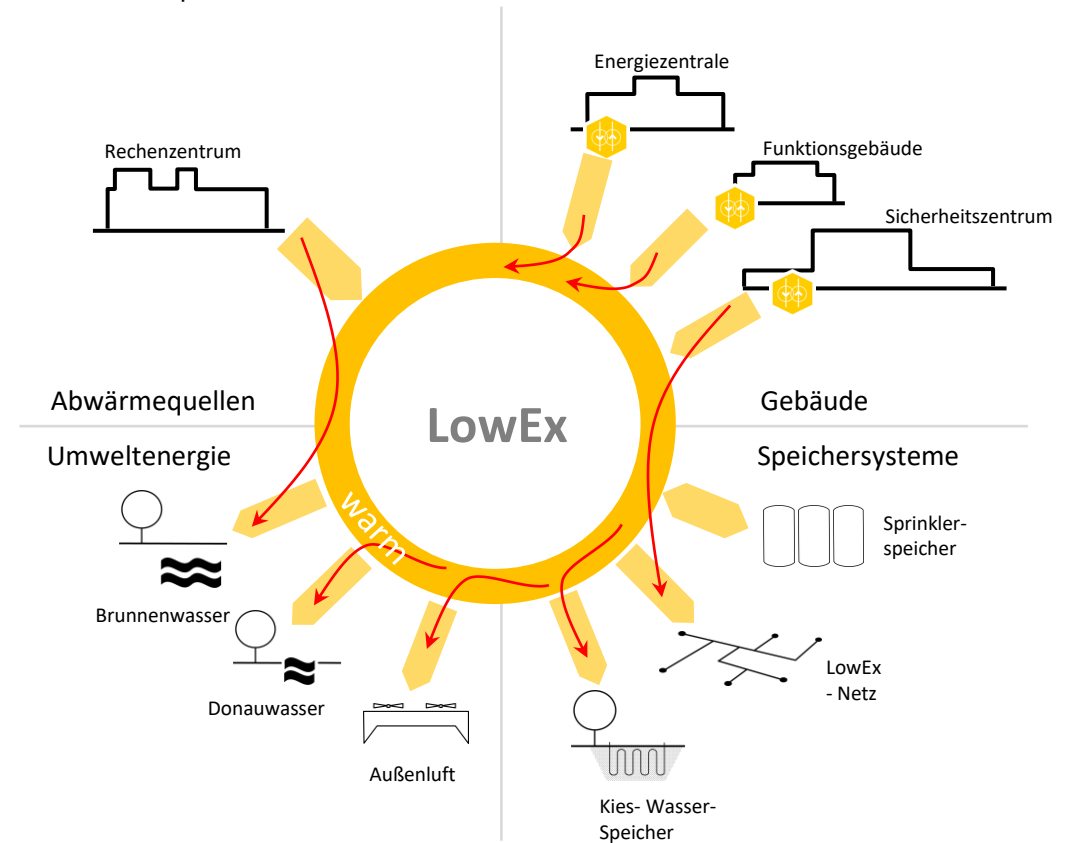 Energiezentrale
Rechenzentrum
Funktionsgebäude
Sicherheitszentrum
Abwärmequellen
LowEx
Gebäude
Umweltenergie
Speichersysteme
warm
Sprinkler-
speicher
Brunnenwasser
LowEx
- Netz
Donauwasser
Außenluft
Kies- Wasser-
Speicher